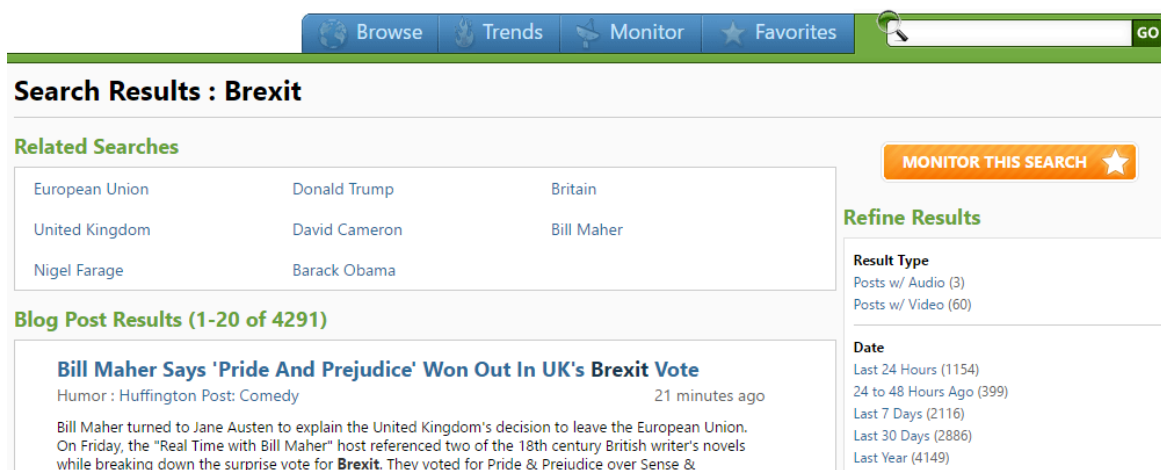 Browse Trends Monitor Favorites GO
Search Results : Brexit
Related Searches
European Union Donald Trump Britain
United Kingdom David Cameron Bill Maher
Nigel Farage Barack Obama
MONITOR THIS SEARCH
Refine Results
Result Type
Posts w/ Audio (3)
Posts w/ Video (60)
Date
Last 24 Hours (1154)
24 to 48 Hours Ago (399)
Last 7 Days (2116)
Last 30 Days (2886)
Last Year (4149)
Blog Post Results (1-20 of 4291)
Bill Maher Says 'Pride And Prejudice' Won Out In UK's Brexit Vote
Humor : Huffington Post: Comedy 21 minutes ago
Bill Maher turned to Jane Austen to explain the United Kingdom's decision to leave the European Union.
On Friday, the "Real Time with Bill Maher" host referenced two of the 18th century British writer's novels
while breaking down the surprise vote for Brexit. They voted for Pride & Prejudice over Sense &